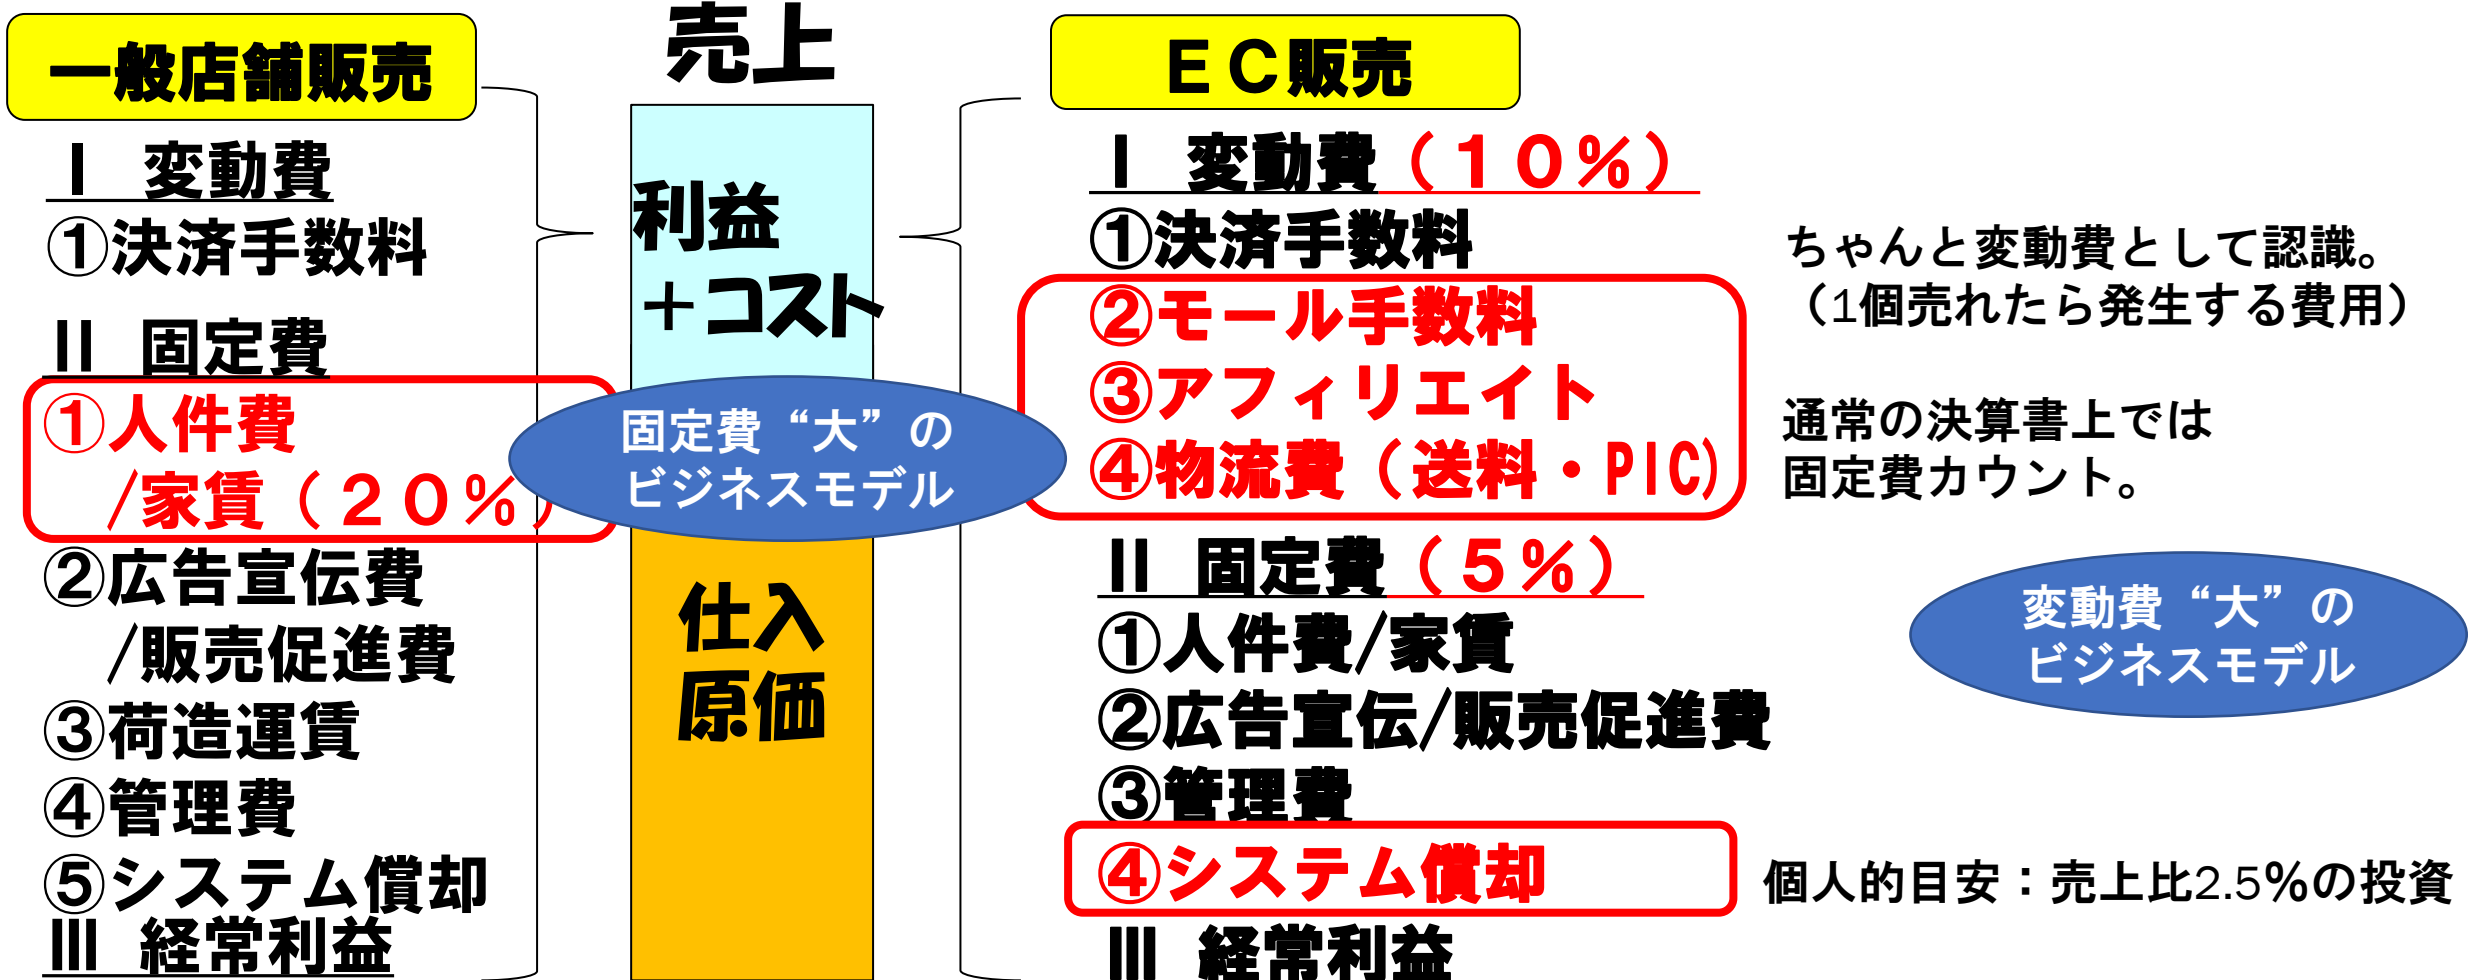 一般店舗販売
Ⅰ 変動費
①決済手数料
Ⅱ 固定費
①人件費
/家賃（２０％）
②広告宣伝費
/販売促進費
③荷造運賃
④管理費
⑤システム償却
Ⅲ 経常利益
売上
利益
＋コスト
仕入
原価
固定費“大”の
ビジネスモデル
ＥＣ販売
Ⅰ 変動費（１０％）
①決済手数料
②モール手数料
③アフィリエイト
④物流費（送料・PIC)
Ⅱ 固定費（５％）
①人件費/家賃
②広告宣伝/販売促進費
③管理費
④システム償却
Ⅲ 経常利益
ちゃんと変動費として認識。
（1個売れたら発生する費用）
通常の決算書上では
固定費カウント。
変動費“大”の
ビジネスモデル
個人的目安：売上比2.5％の投資